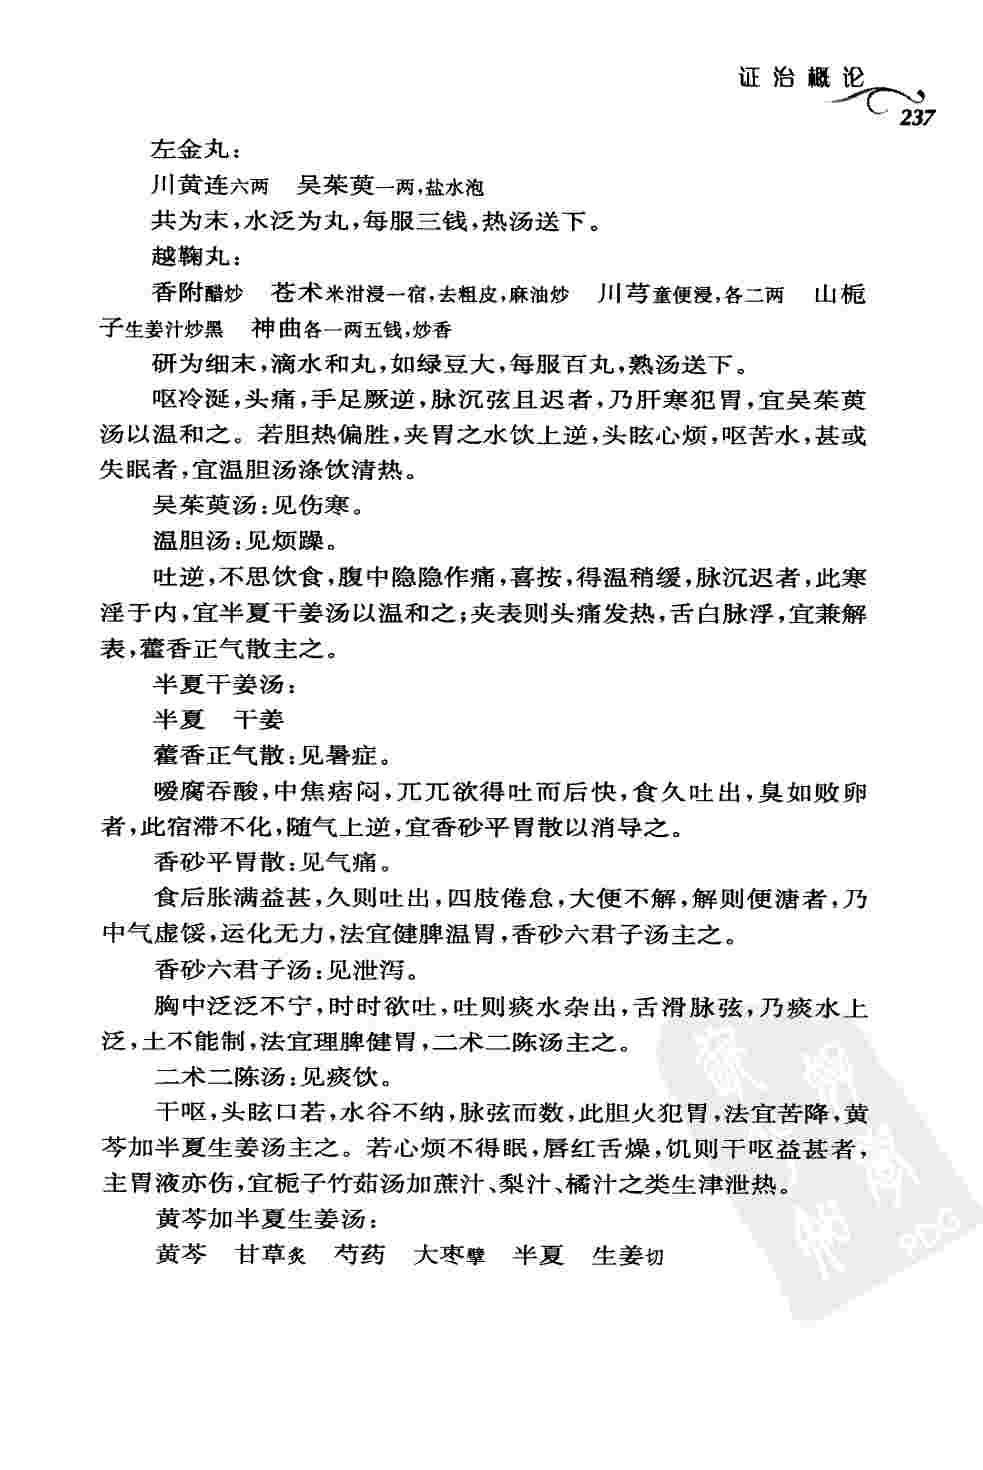 证治概论
237
左金丸：
川黄连六两　吴茱萸一两，盐水泡
共为末，水泛为丸，每服三钱，热汤送下。
越鞠丸：
香附醋炒　苍术米泔浸一宿，去粗皮，麻油炒　川芎童便浸，各二两　山栀
子生姜汁炒黑　神曲各一两五钱，炒香
研为细末，滴水和丸，如绿豆大，每服百丸，熟汤送下。
呕冷涎，头痛，手足厥逆，脉沉弦且迟者，乃肝寒犯胃，宜吴茱萸
汤以温和之。若胆热偏胜，夹胃之水饮上逆，头眩心烦，呕苦水，甚或
失眠者，宜温胆汤涤饮清热。
吴茱萸汤：见伤寒。
温胆汤：见烦躁。
吐逆，不思饮食，腹中隐隐作痛，喜按，得温稍缓，脉沉迟者，此寒
淫于内，宜半夏干姜汤以温和之；夹表则头痛发热，舌白脉浮，宜兼解
表，藿香正气散主之。
半夏干姜汤：
半夏　干姜
藿香正气散：见暑症。
嗳腐吞酸，中焦痞闷，兀兀欲得吐而后快，食久吐出，臭如败卵
者，此宿滞不化，随气上逆，宜香砂平胃散以消导之。
香砂平胃散：见气痛。
食后胀满益甚，久则吐出，四肢倦怠，大便不解，解则便溏者，乃
中气虚馁，运化无力，法宜健脾温胃，香砂六君子汤主之。
香砂六君子汤：见泄泻。
胸中泛泛不宁，时时欲吐，吐则痰水杂出，舌滑脉弦，乃痰水上
泛，土不能制，法宜理脾健胃，二术二陈汤主之。
二术二陈汤：见痰饮。
干呕，头眩口若，水谷不纳，脉弦而数，此胆火犯胃，法宜苦降，黄
芩加半夏生姜汤主之。若心烦不得眠，唇红舌燥，饥则干呕益甚者，
主胃液亦伤，宜栀子竹茹汤加蔗汁、梨汁、橘汁之类生津泄热。
黄芩加半夏生姜汤：
黄芩　甘草炙　芍药　大枣擘　半夏　生姜切
PDG